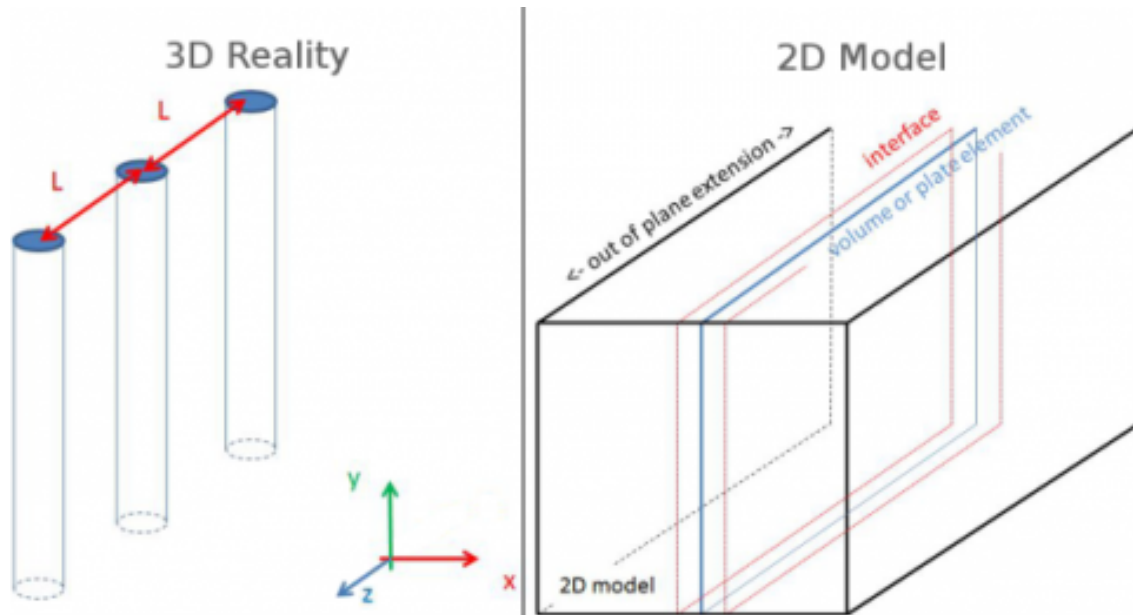 3D Reality
L
L
y
x
z
2D Model
<- out of plane extension ->
interface
volume or plate element
2D model